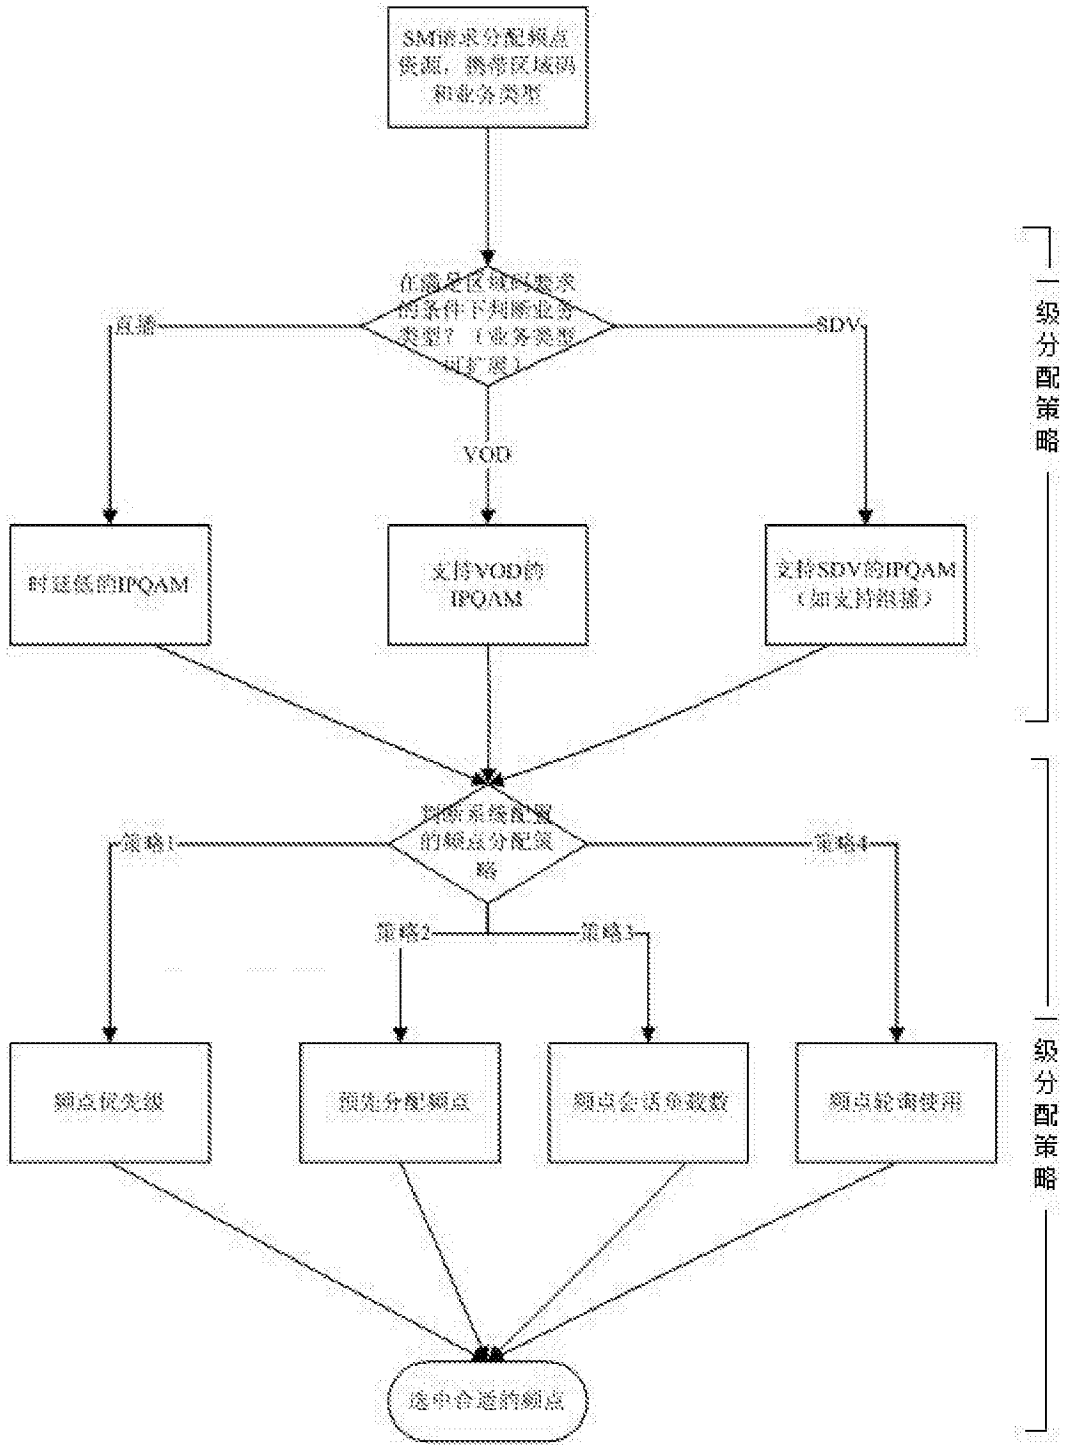 SM请求分配频点
资源，携带区域码
和业务类型
在满足区域码要求
的条件下判断业务
类型？（业务类型
可扩展）
直播
SDV
VOD
时延低的IPQAM
支持VOD的
IPQAM
支持SDV的IPQAM
（如支持组播）
一级分配策略
判断系统配置
的频点分配策
略
策略1
策略4
策略2
策略3
频点优先级
预先分配频点
频点会话负载数
频点轮询使用
一级分配策略
选中合适的频点